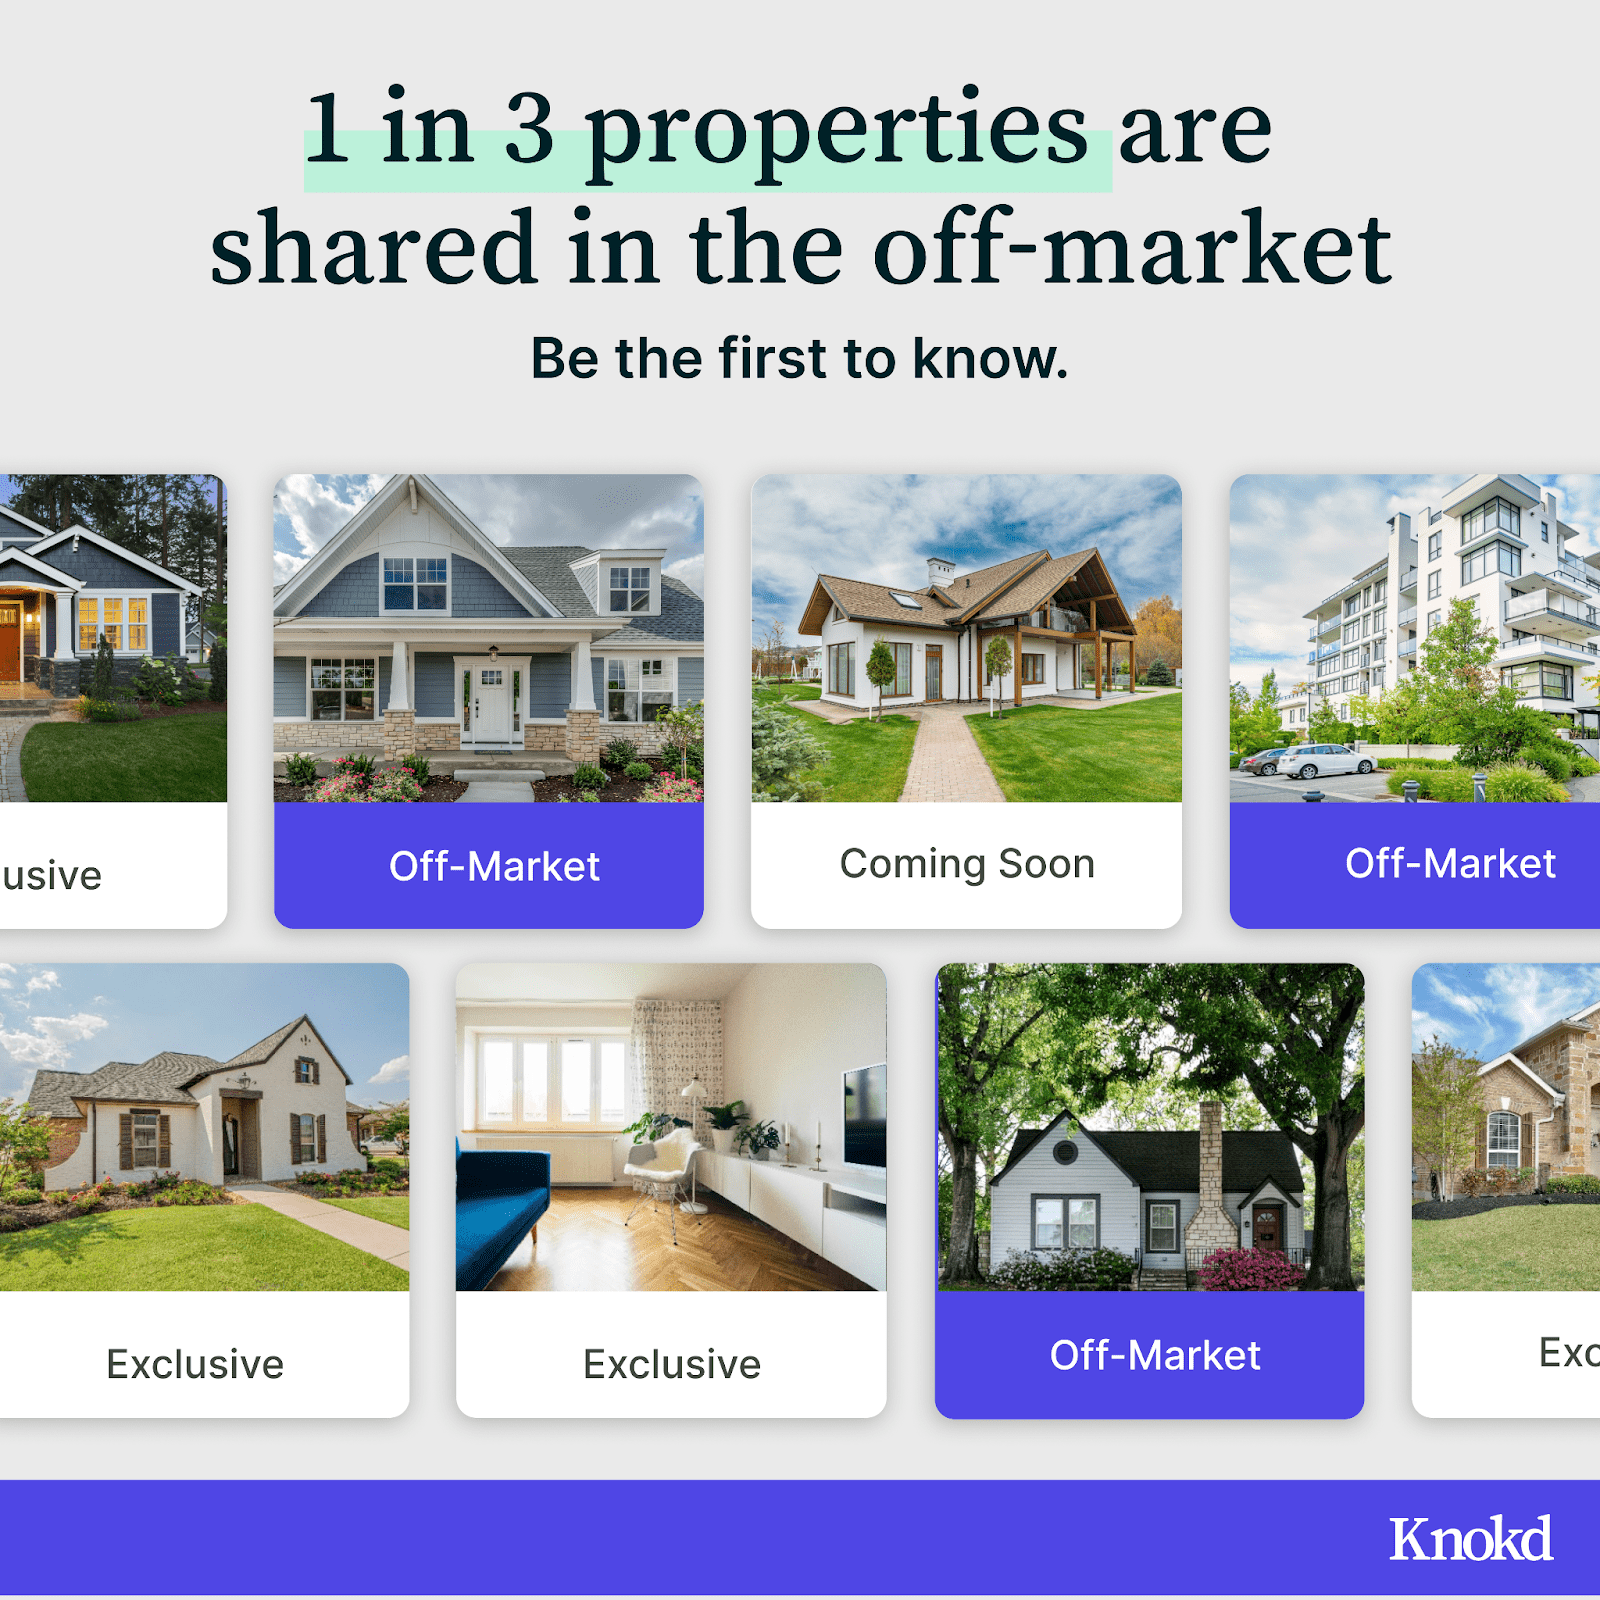 1 in 3 properties are
shared in the off-market
Be the first to know.
usive
Off-Market
Coming Soon
Off-Market
Exclusive
Exclusive
Off-Market
Exc
Knokd